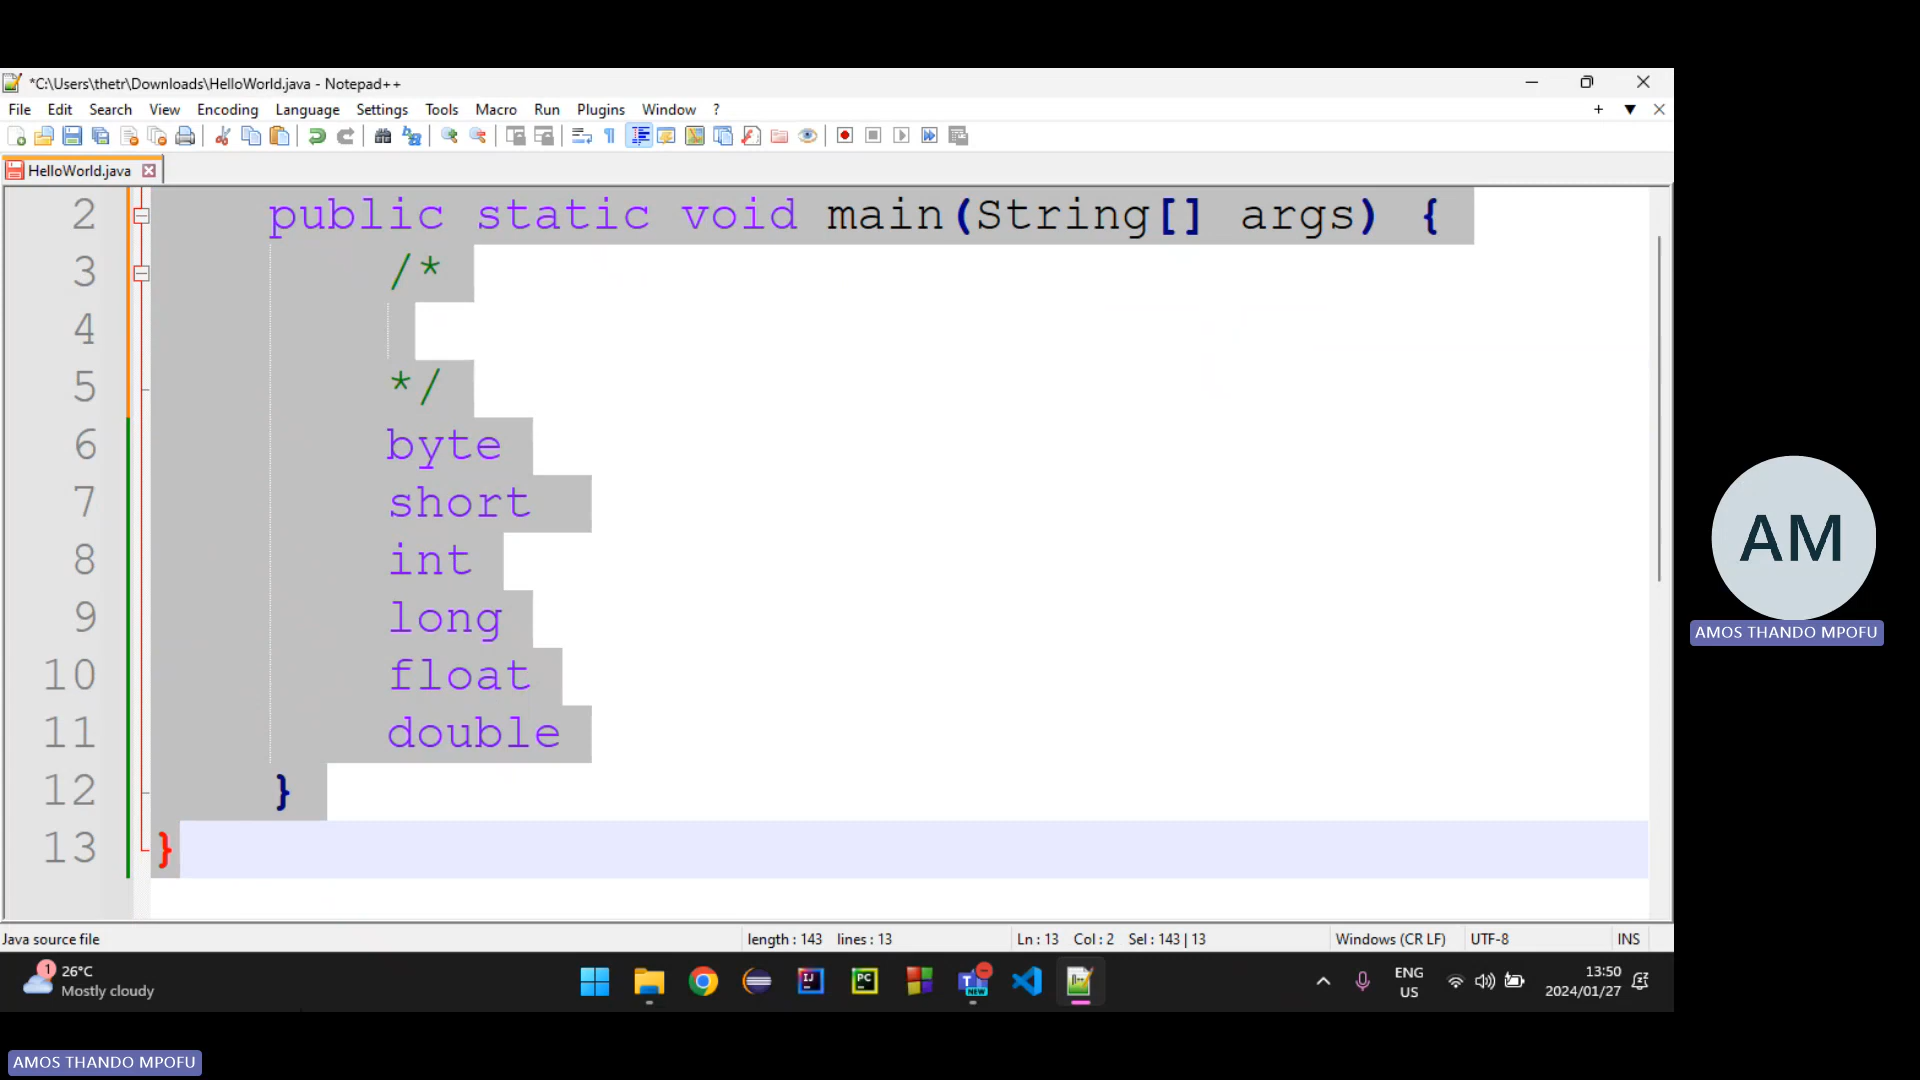 *C:\Users\thetr\Downloads\HelloWorld.java - Notepad++
File Edit Search View Encoding Language Settings Tools Macro Run Plugins Window ?
HelloWorld.java
2 public static void main(String[] args) {
3 /*
4
5 */
6 byte
7 short
8 int
9 long
10 float
11 double
12 }
13 }
AM
AMOS THANDO MPOFU
Java source file length : 143 lines : 13 Ln : 13 Col : 2 Sel : 143 | 13 Windows (CR LF) UTF-8 INS
1 26°C
Mostly cloudy
ENG
US
13:50
2024/01/27
AMOS THANDO MPOFU